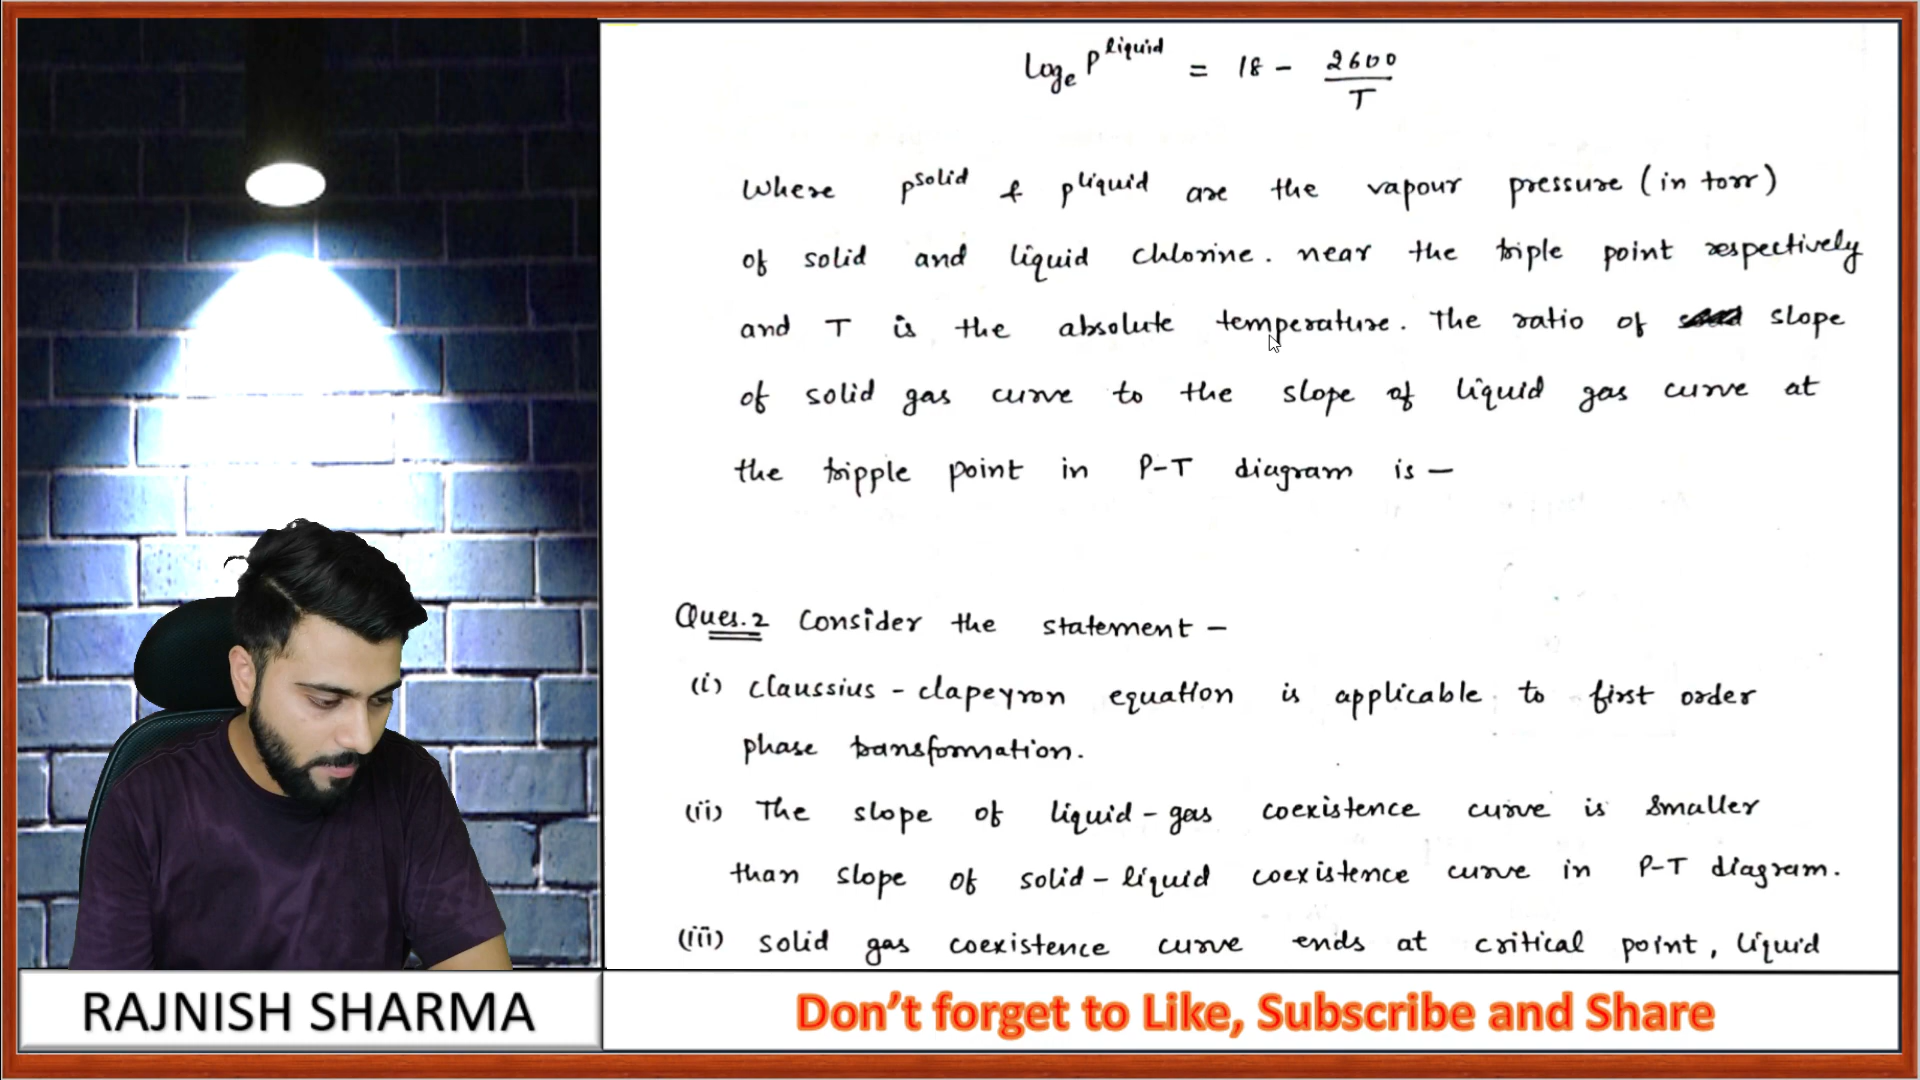 Logₑ P^liquid = 18 - 2600/T
Where P^solid & P^liquid are the vapour pressure (in torr)
of solid and liquid chlorine. near the triple point respectively
and T is the absolute temperature. The ratio of slope
of solid gas curve to the slope of liquid gas curve at
the tripple point in P-T diagram is —
Ques.2 Consider the statement —
(i) Claussius - clapeyron equation is applicable to first order
phase transformation.
(ii) The slope of liquid - gas coexistence curve is smaller
than slope of solid - liquid coexistence curve in P-T diagram.
(iii) solid gas coexistence curve ends at critical point, liquid
RAJNISH SHARMA
Don't forget to Like, Subscribe and Share